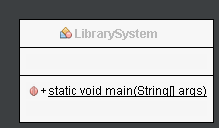 LibrarySystem
+ static void main(String[] args)